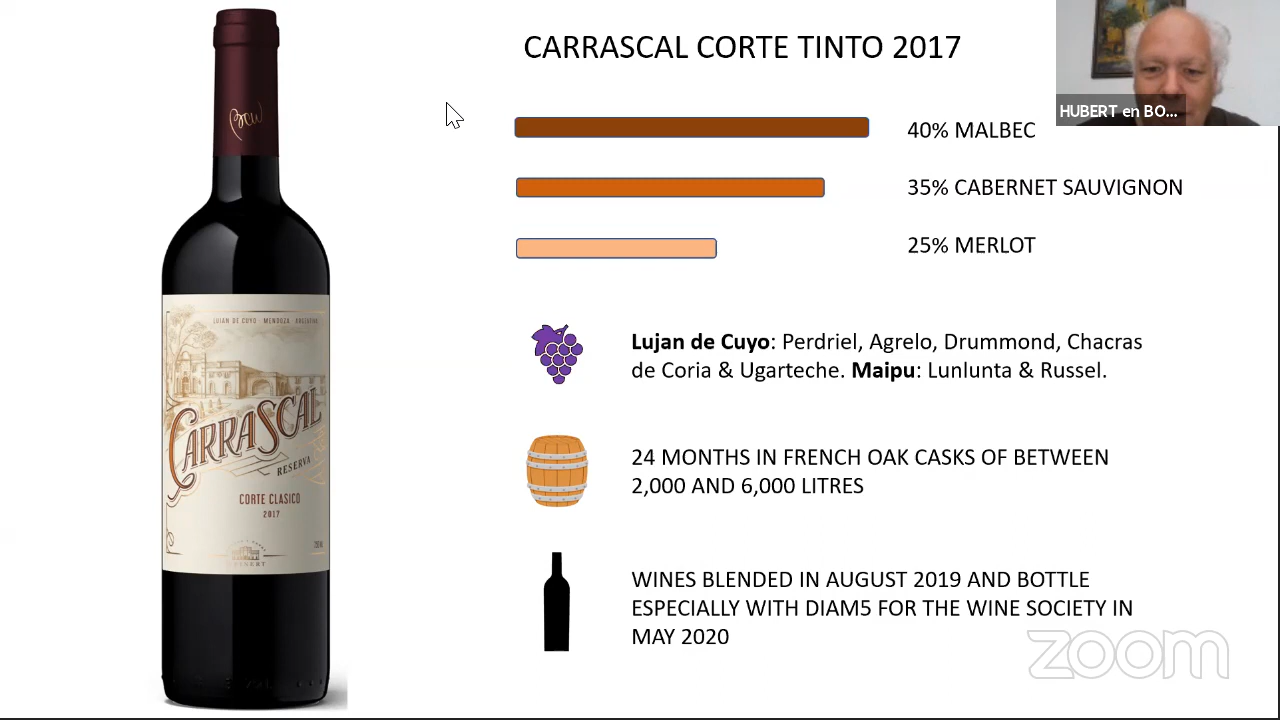 CARRASCAL CORTE TINTO 2017
HUBERT en BO...
40% MALBEC
35% CABERNET SAUVIGNON
25% MERLOT
Lujan de Cuyo: Perdriel, Agrelo, Drummond, Chacras
de Coria & Ugarteche. Maipu: Lunlunta & Russel.
24 MONTHS IN FRENCH OAK CASKS OF BETWEEN
2,000 AND 6,000 LITRES
WINES BLENDED IN AUGUST 2019 AND BOTTLE
ESPECIALLY WITH DIAM5 FOR THE WINE SOCIETY IN
MAY 2020
zoom
BCW
LUJAN DE CUYO · MENDOZA · ARGENTINA
CARRASCAL
RESERVA
CORTE CLASICO
2017